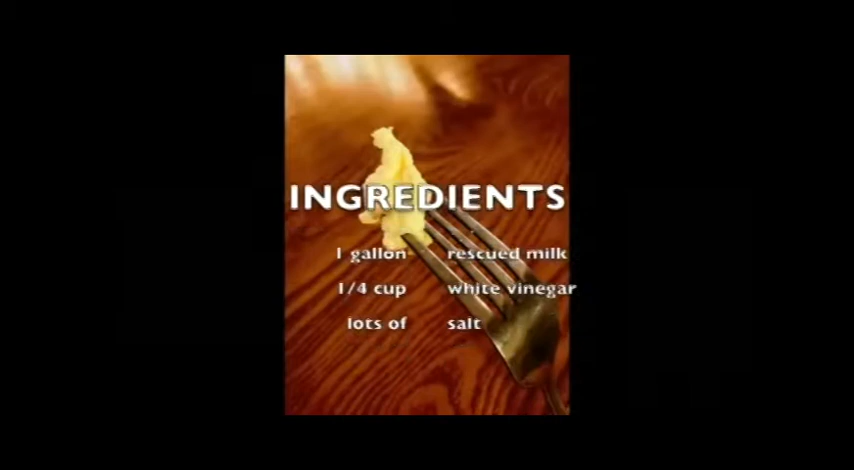 INGREDIENTS
1 gallon rescued milk
1/4 cup white vinegar
lots of salt